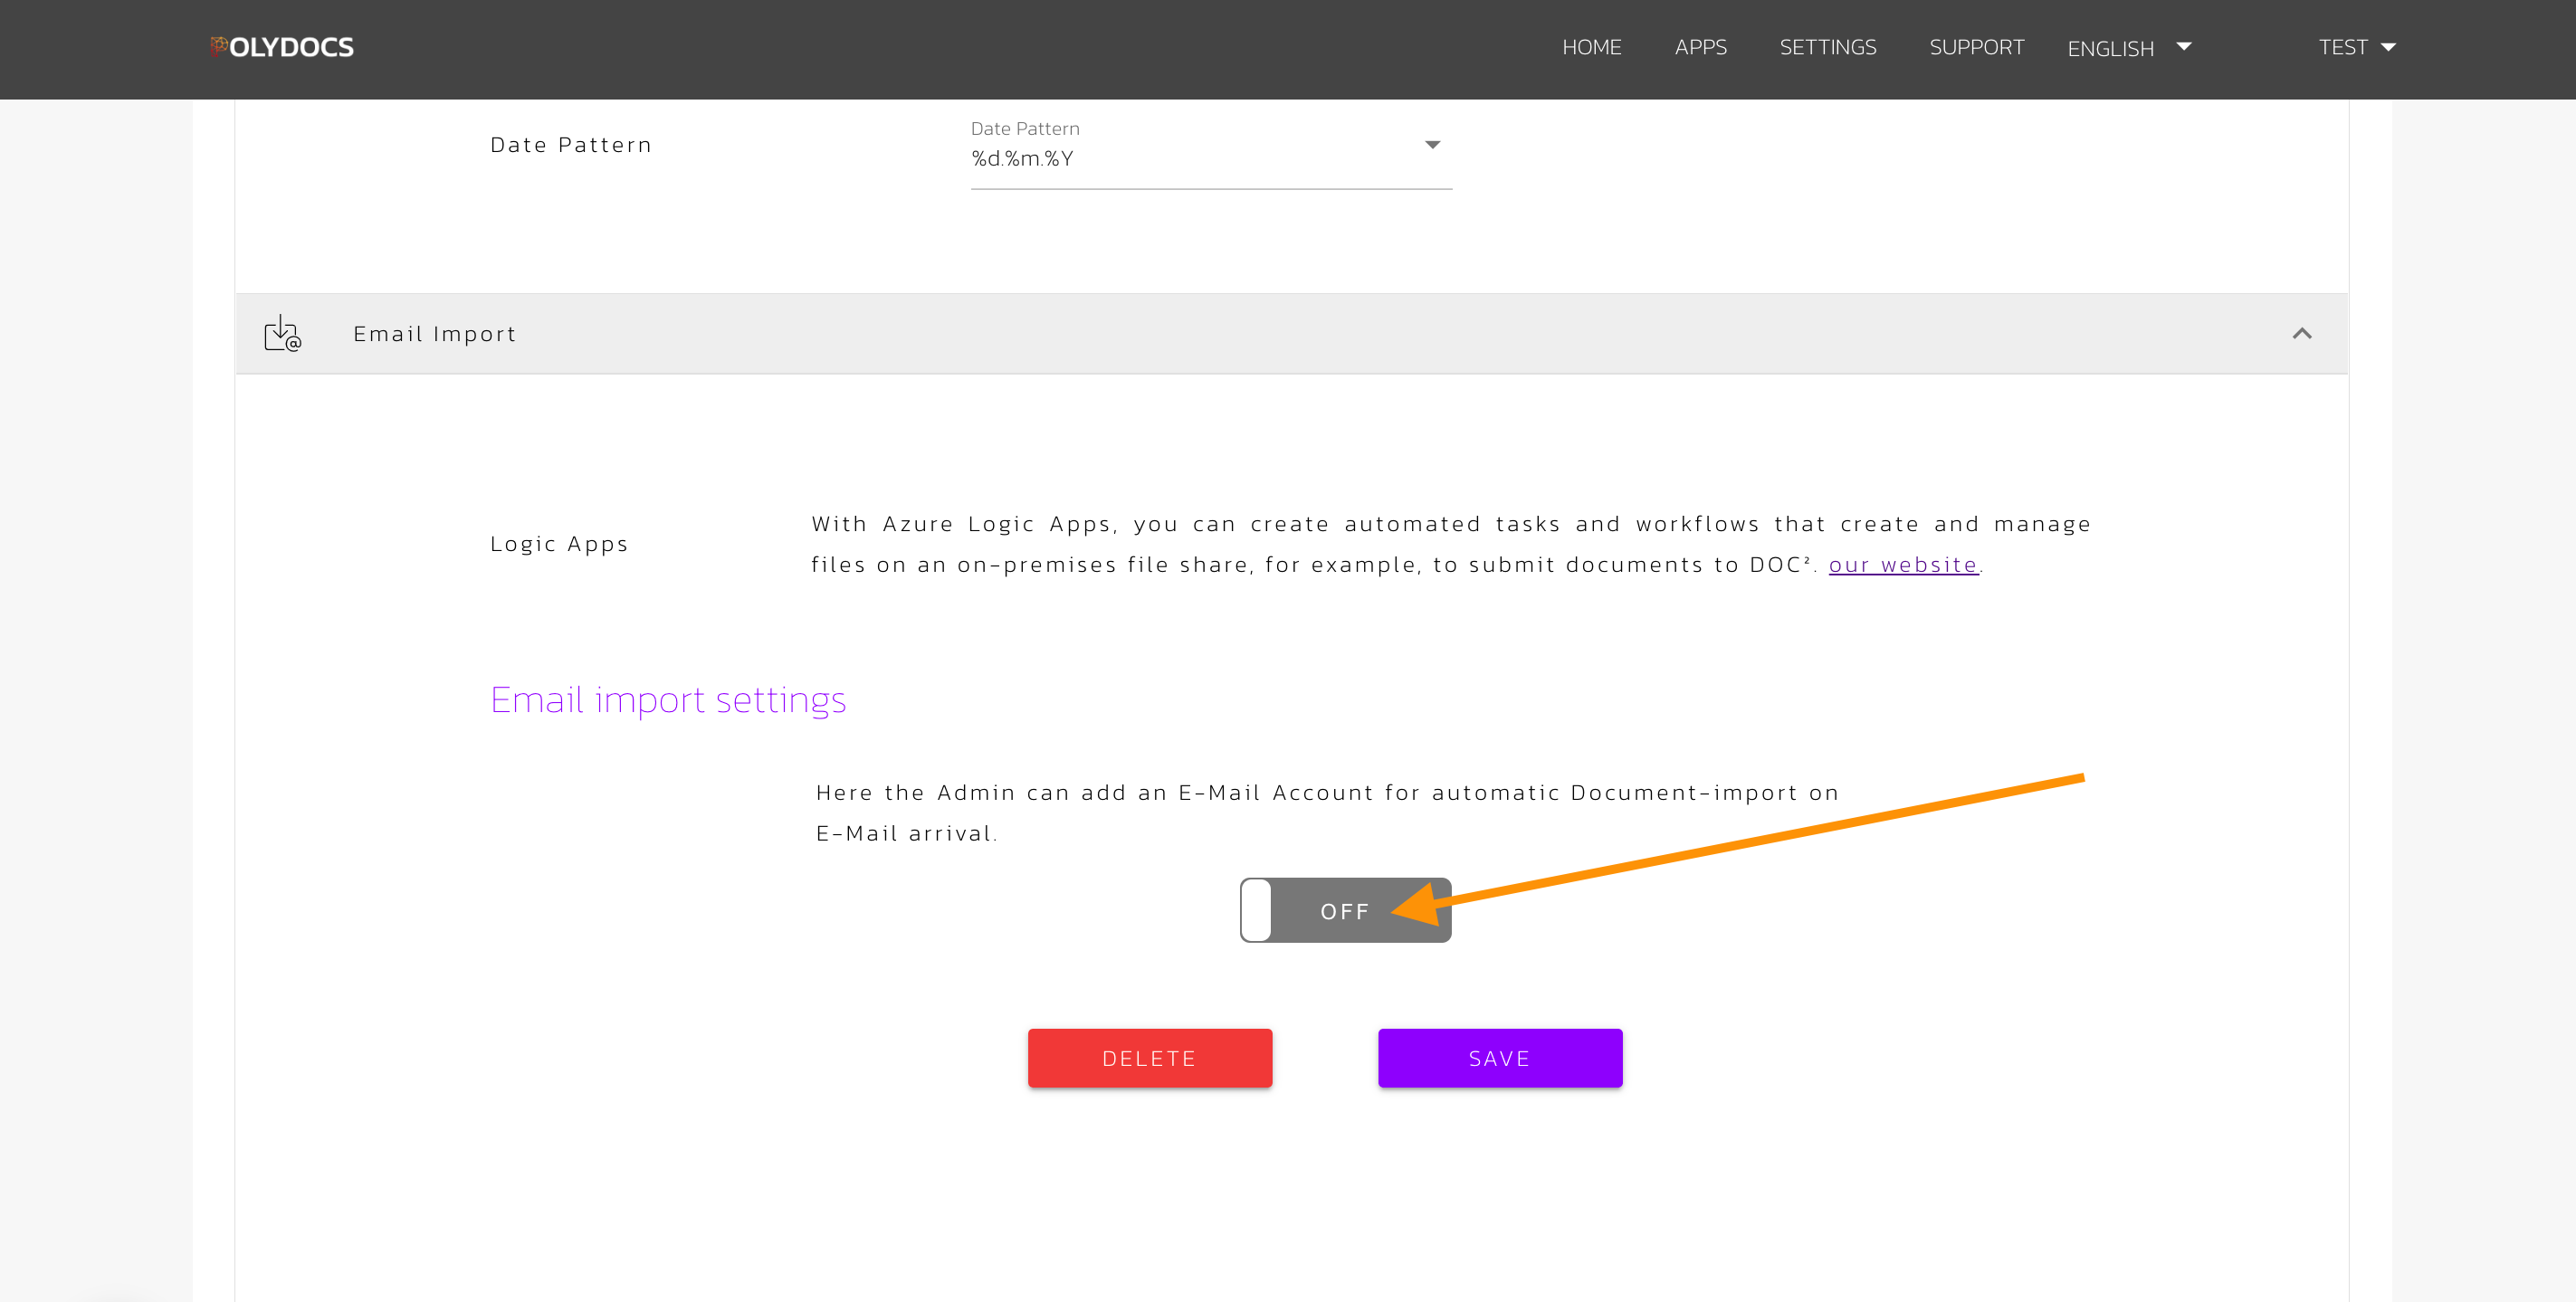 POLYDOCS
HOME APPS SETTINGS SUPPORT ENGLISH TEST
Date Pattern
Date Pattern
%d.%m.%Y
Email Import
Logic Apps
With Azure Logic Apps, you can create automated tasks and workflows that create and manage
files on an on-premises file share, for example, to submit documents to DOC². our website.
Email import settings
Here the Admin can add an E-Mail Account for automatic Document-import on
E-Mail arrival.
OFF
DELETE SAVE